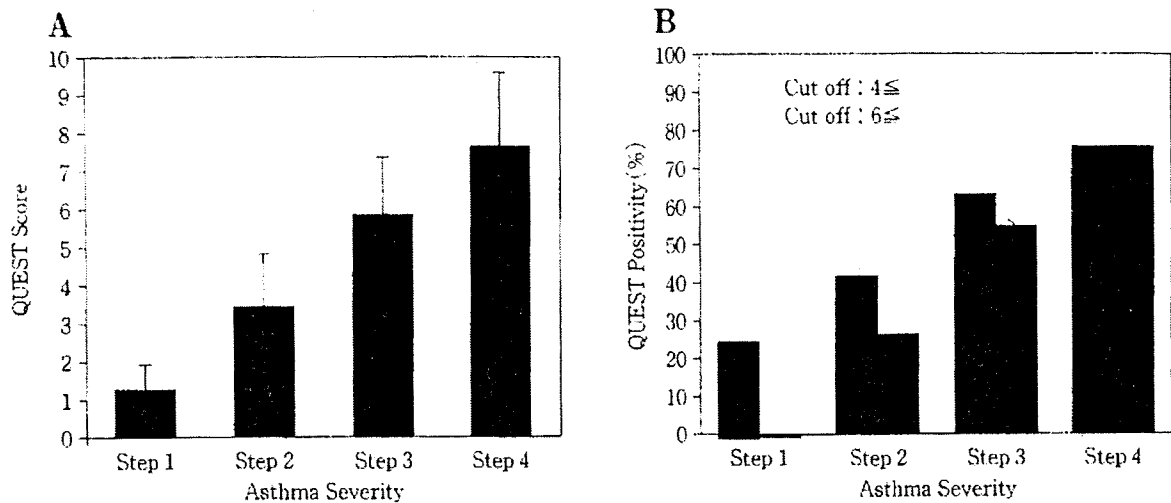 A
10
9
8
7
6
5
4
3
2
1
0
QUEST Score
Step 1 Step 2 Step 3 Step 4
Asthma Severity
B
100
90
80
70
60
50
40
30
20
10
0
QUEST Positivity (%)
Cut off : 4≦
Cut off : 6≦
Step 1 Step 2 Step 3 Step 4
Asthma Severity